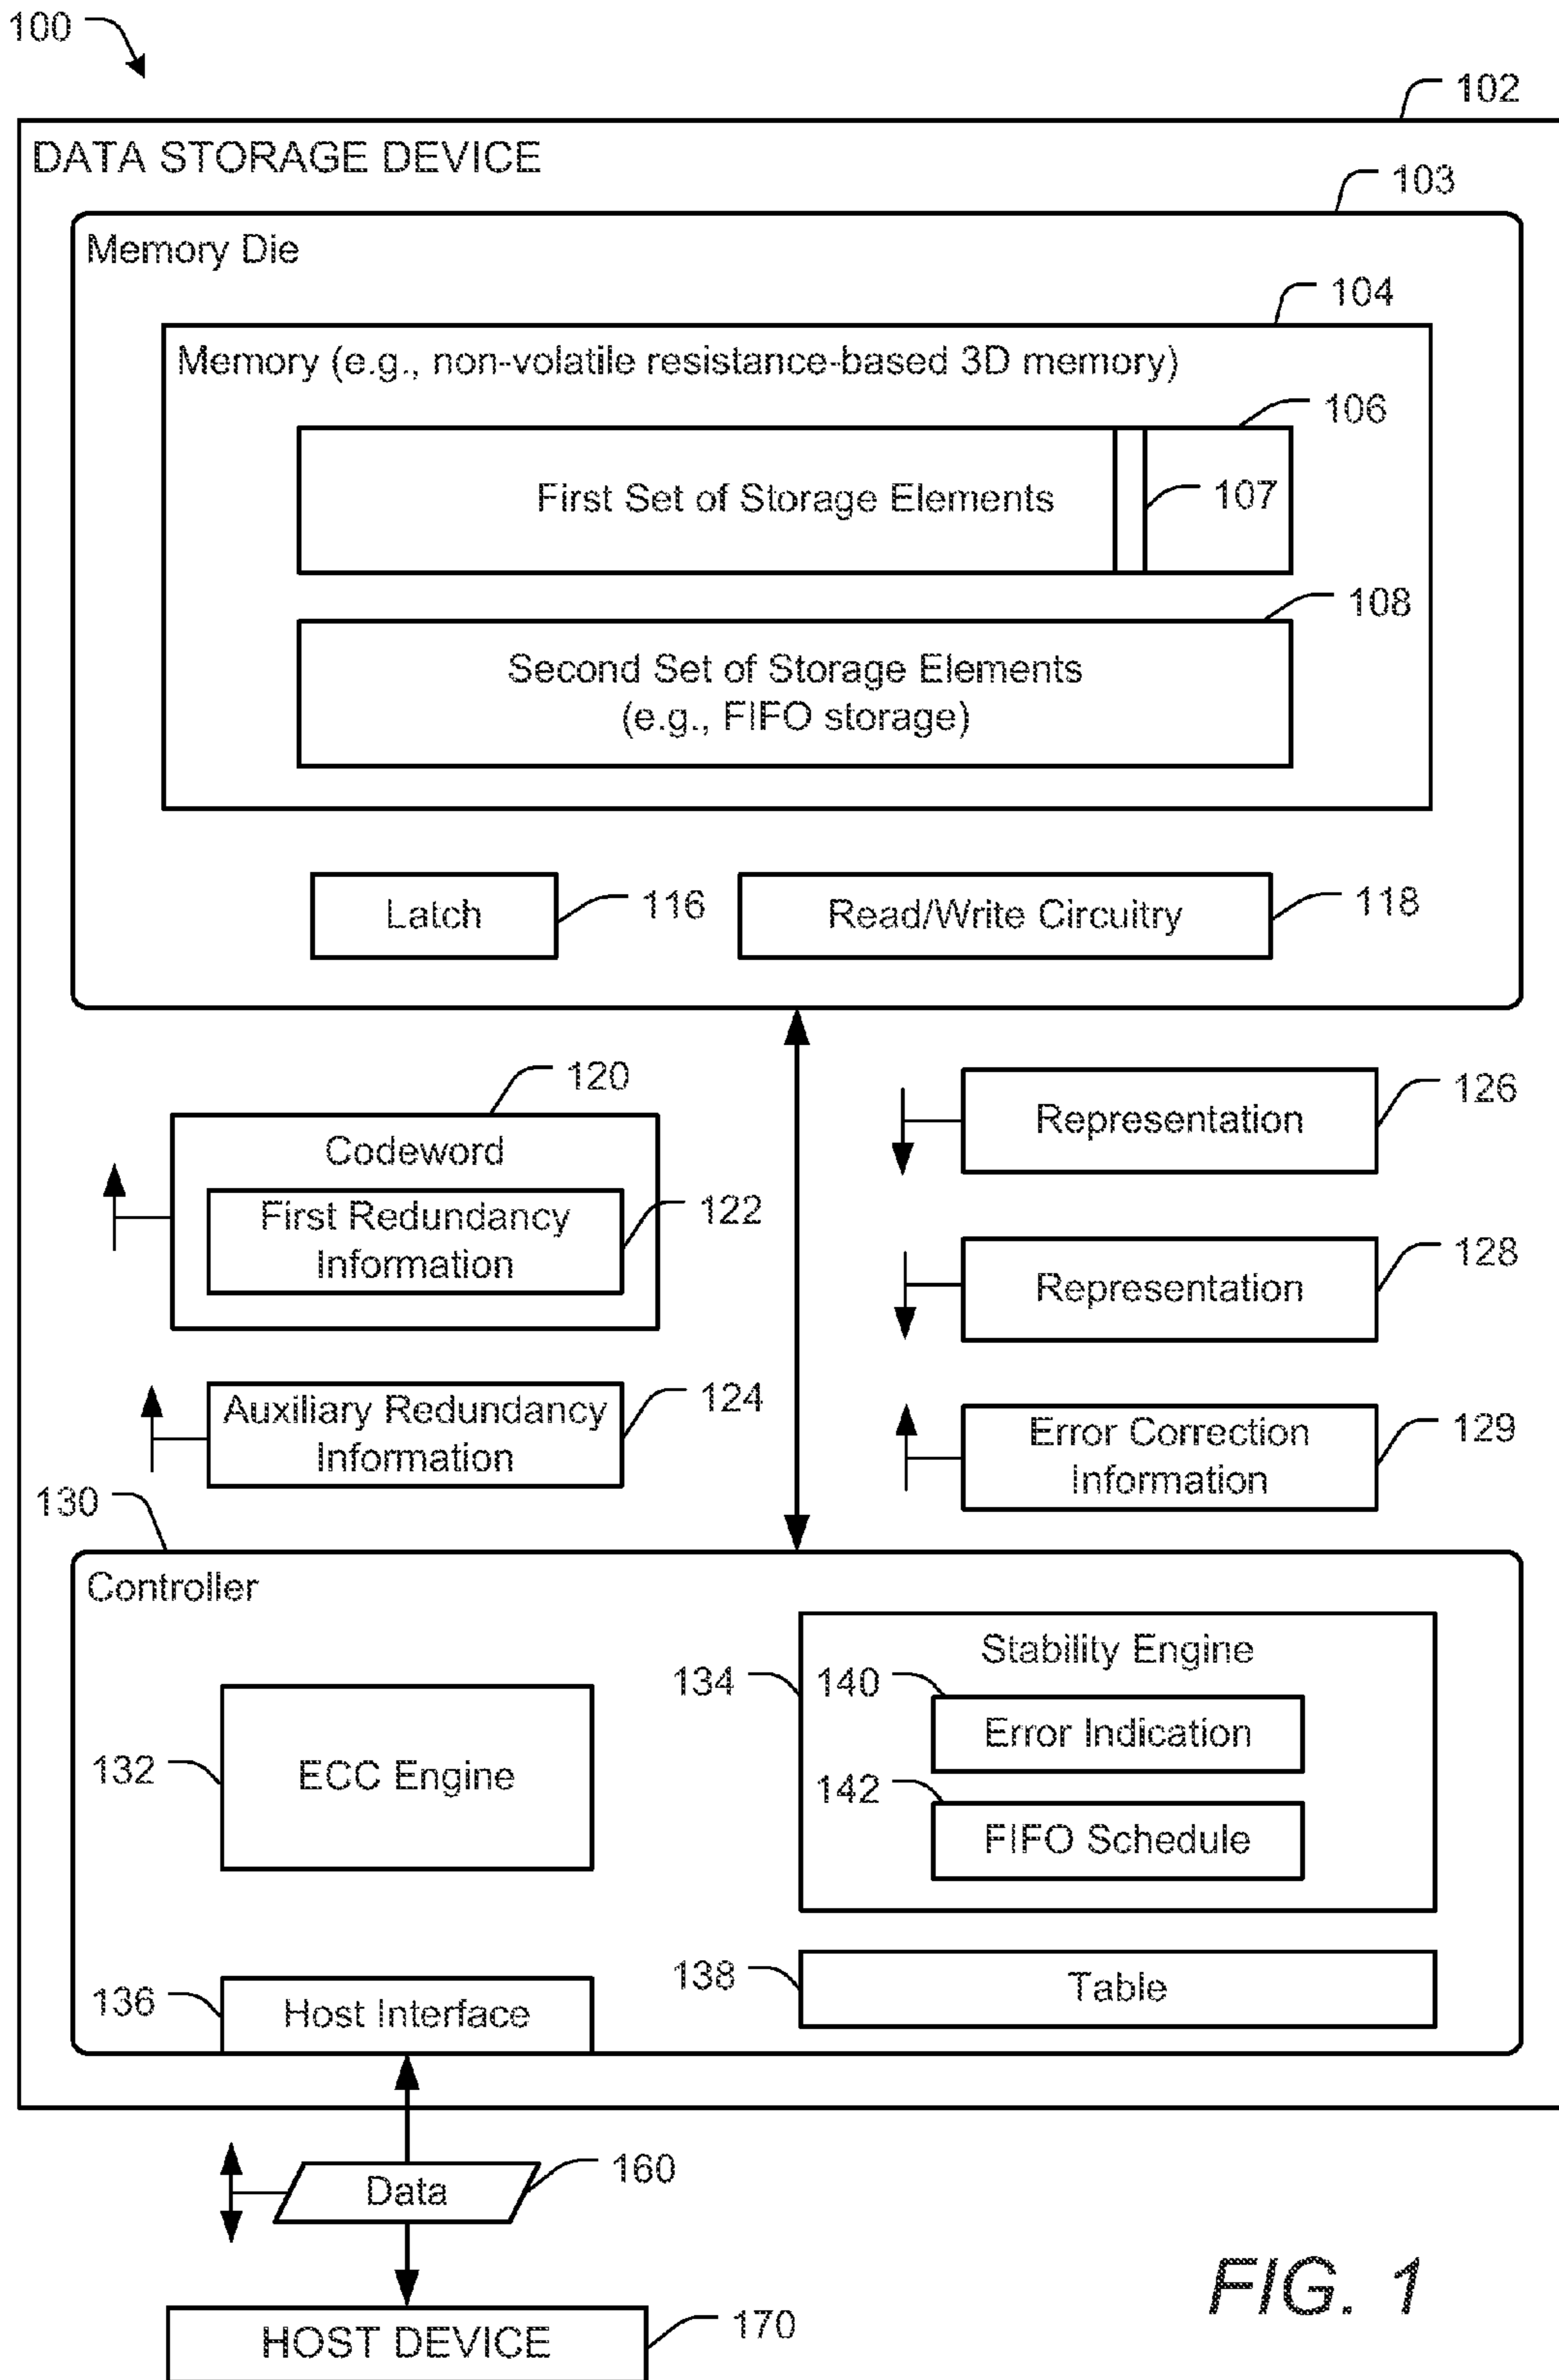 100
102
DATA STORAGE DEVICE
103
Memory Die
104
Memory (e.g., non-volatile resistance-based 3D memory)
106
First Set of Storage Elements
107
108
Second Set of Storage Elements
(e.g., FIFO storage)
Latch
116
Read/Write Circuitry
118
120
Codeword
First Redundancy
Information
122
Auxiliary Redundancy
Information
124
Representation
126
Representation
128
Error Correction
Information
129
130
Controller
132
ECC Engine
134
Stability Engine
140
Error Indication
142
FIFO Schedule
136
Host Interface
138
Table
Data
160
HOST DEVICE
170
FIG. 1